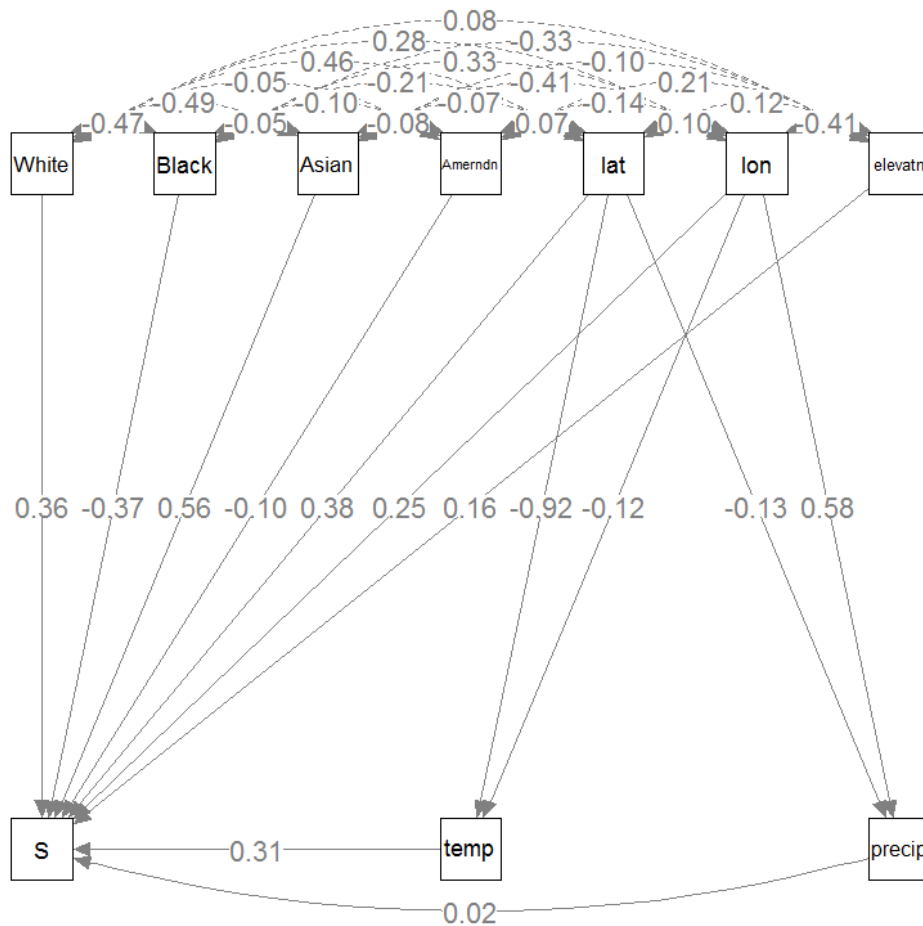 0.08
0.28 -0.33
0.46 0.33 -0.10
-0.05 -0.21 -0.41 0.21
-0.49 -0.10 -0.07 -0.14 0.12
-0.47 -0.05 -0.08 0.07 0.10 -0.41
White Black Asian Amerndn lat lon elevatn
0.36 -0.37 0.56 -0.10 0.38 0.25 0.16 -0.92 -0.12 -0.13 0.58
S temp precip
0.31
0.02